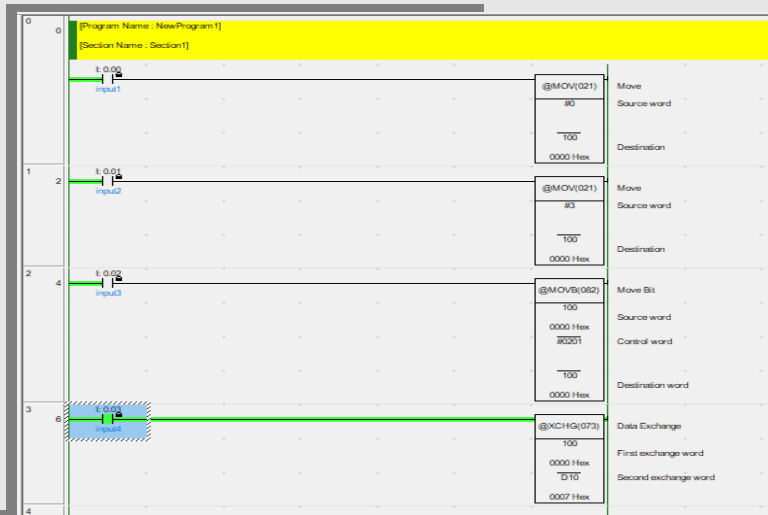 0
0
[Program Name : NewProgram1]
[Section Name : Section1]
I: 0.00
input1
@MOV(021)
Move
#0
Source word
100
Destination
0000 Hex
1
2
I: 0.01
input2
@MOV(021)
Move
#3
Source word
100
Destination
0000 Hex
2
4
I: 0.02
input3
@MOVB(082)
Move Bit
100
Source word
0000 Hex
#0201
Control word
100
Destination word
0000 Hex
3
6
I: 0.03
input4
@XCHG(073)
Data Exchange
100
First exchange word
0000 Hex
D10
Second exchange word
0007 Hex
4